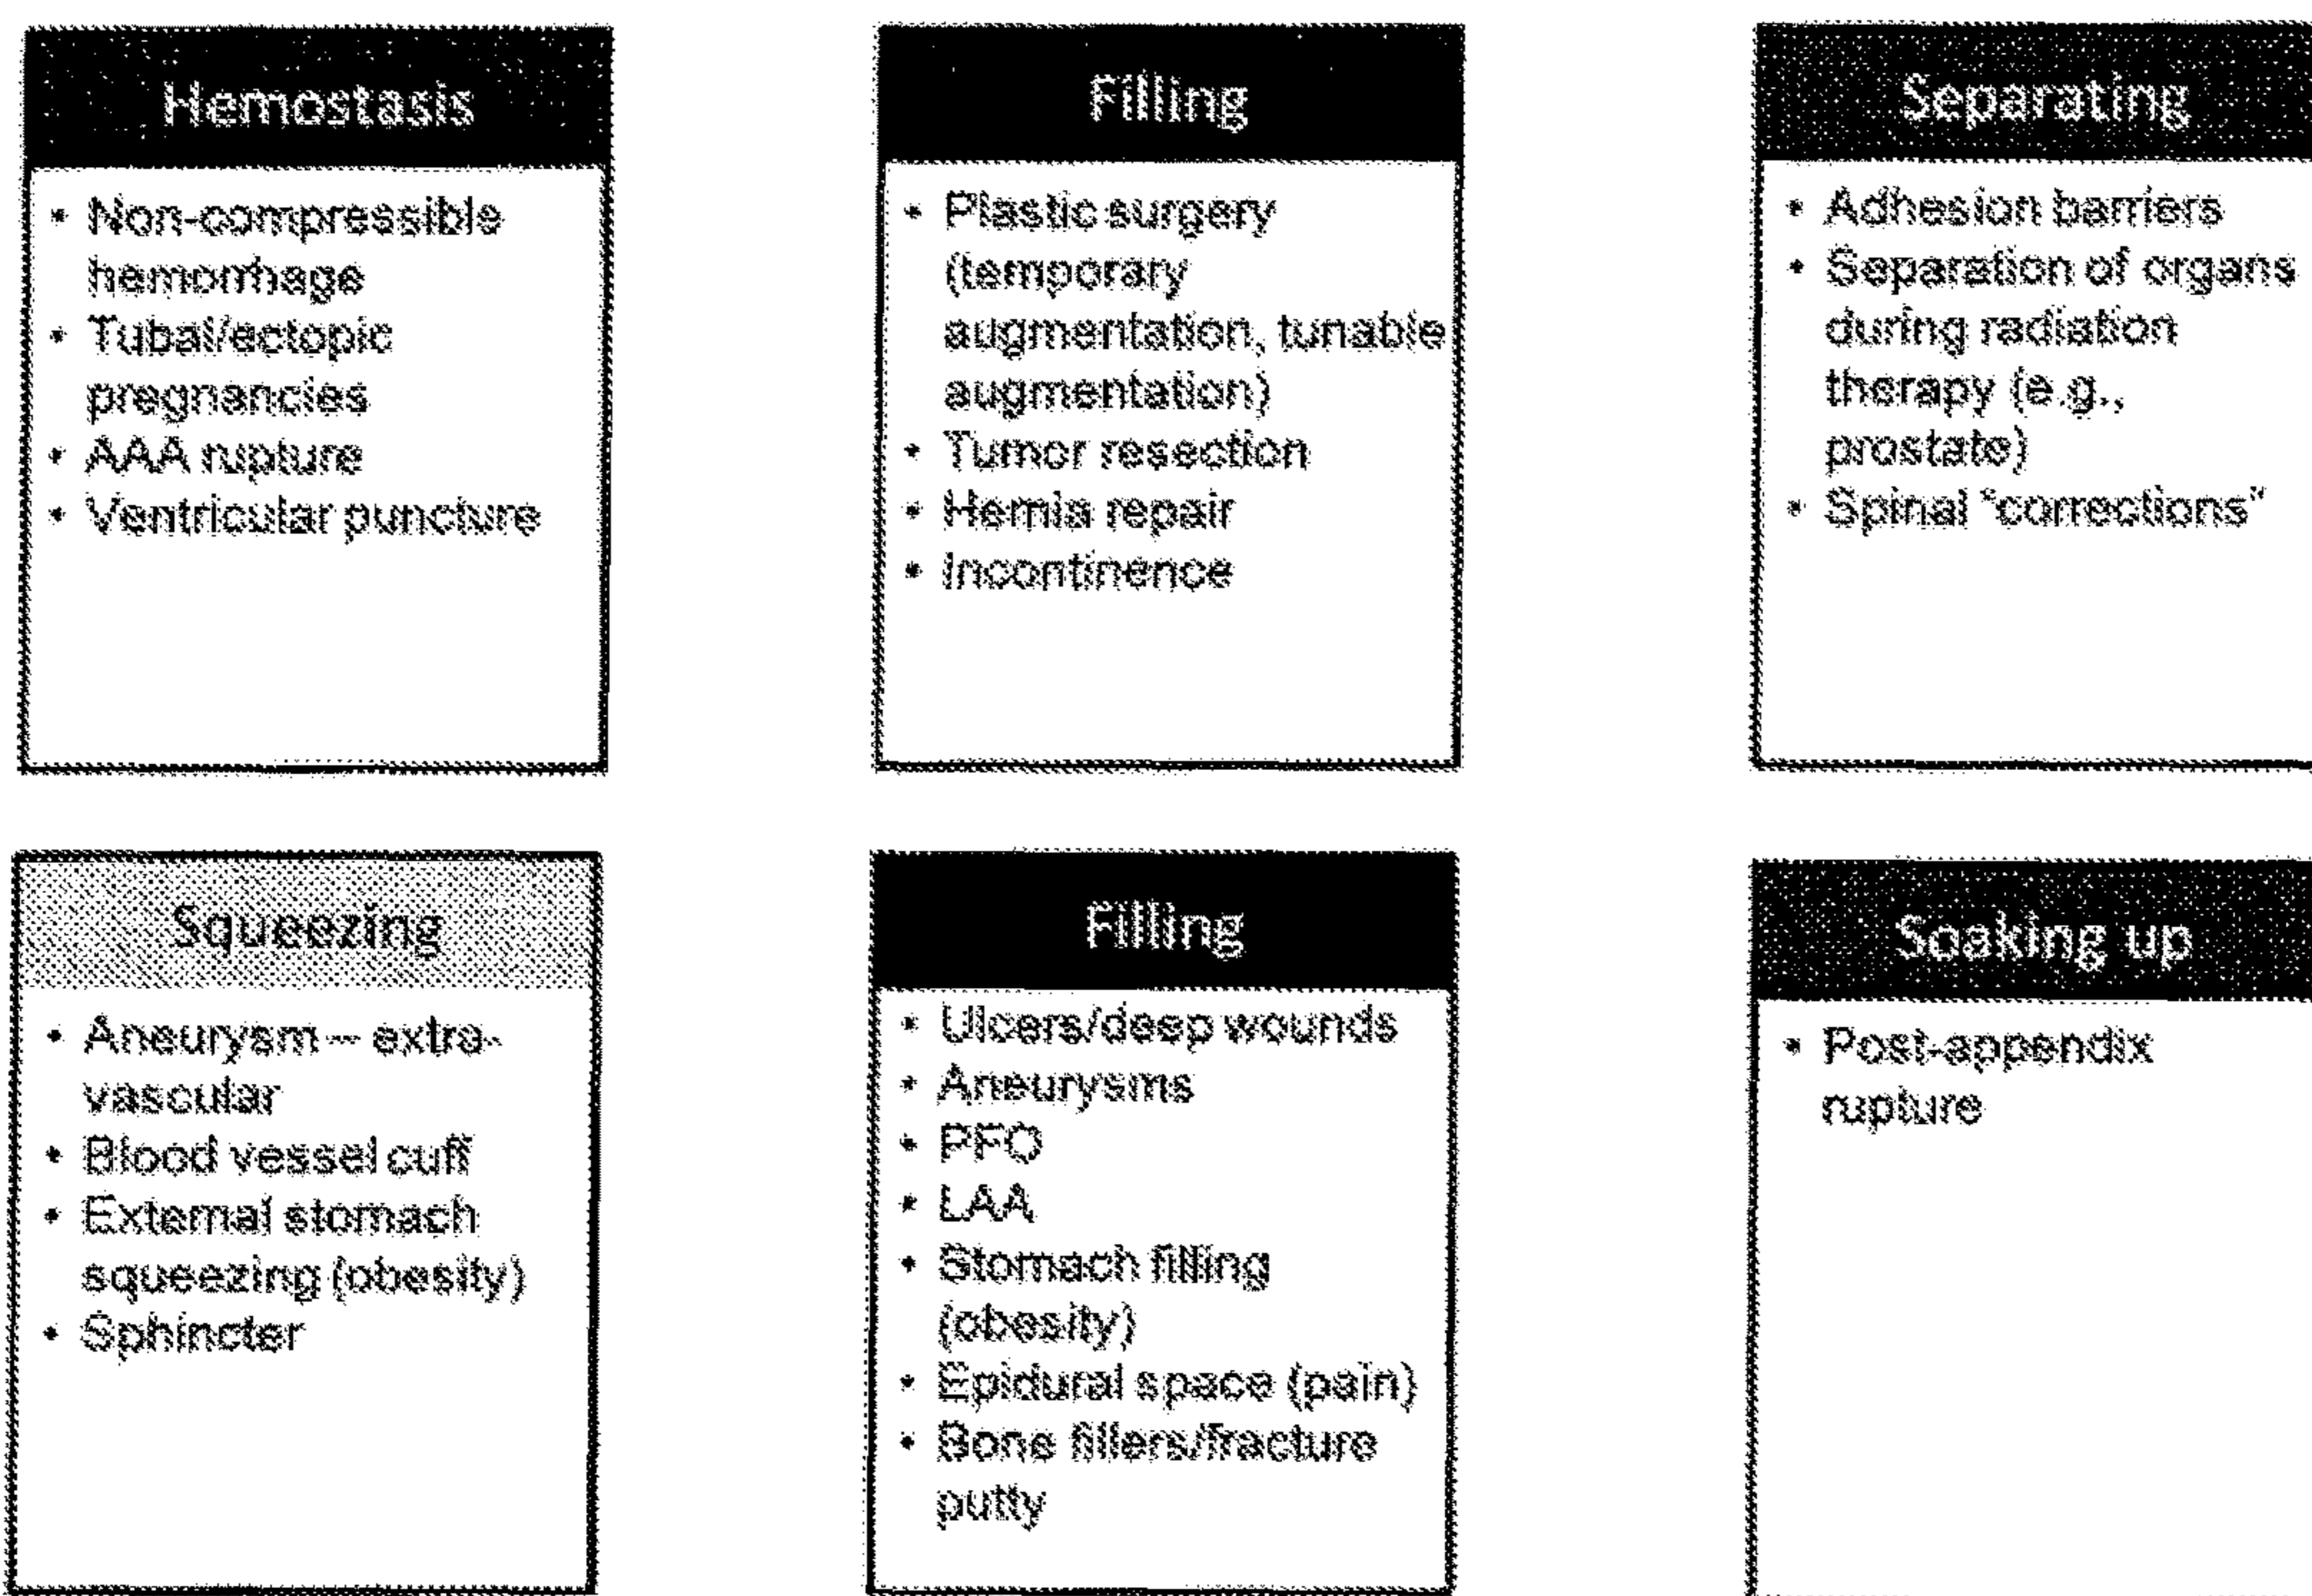 Hemostasis
• Non-compressible
hemorrhage
• Tubal/ectopic
pregnancies
• AAA rupture
• Ventricular puncture
Filling
• Plastic surgery
(temporary
augmentation, tunable
augmentation)
• Tumor resection
• Hernia repair
• Incontinence
Separating
• Adhesion barriers
• Separation of organs
during radiation
therapy (e.g.,
prostate)
• Spinal "corrections"
Squeezing
• Aneurysm – extra-
vascular
• Blood vessel cuff
• External stomach
squeezing (obesity)
• Sphincter
Filling
• Ulcers/deep wounds
• Aneurysms
• PFO
• LAA
• Stomach filling
(obesity)
• Epidural space (pain)
• Bone fillers/fracture
putty
Soaking up
• Post-appendix
rupture